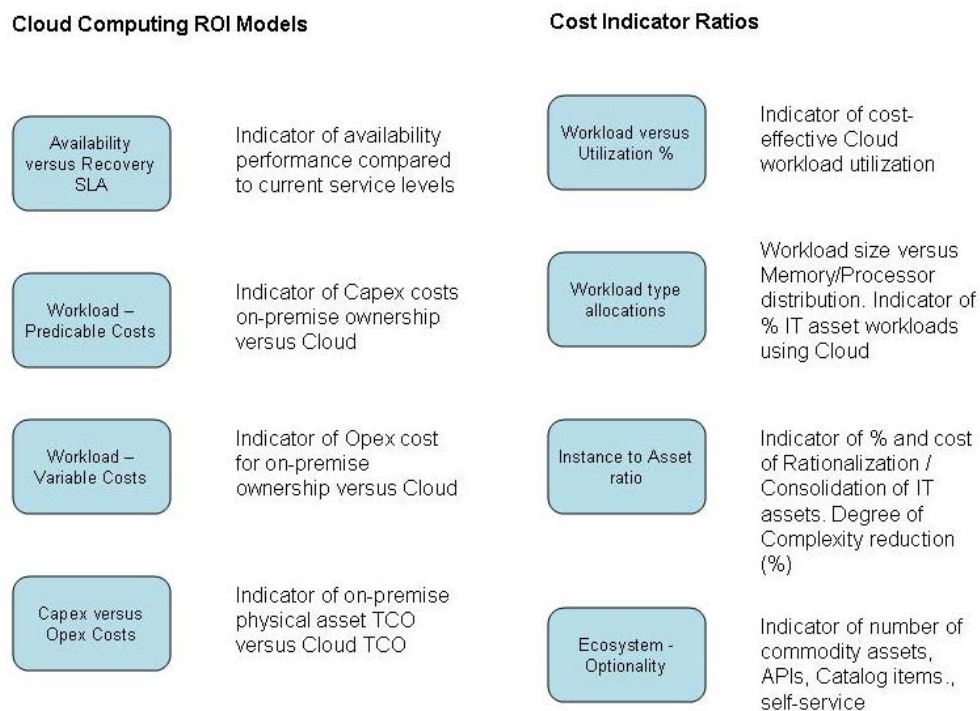 Cloud Computing ROI Models
Availability
versus Recovery
SLA
Indicator of availability
performance compared
to current service levels
Workload –
Predicable Costs
Indicator of Capex costs
on-premise ownership
versus Cloud
Workload –
Variable Costs
Indicator of Opex cost
for on-premise
ownership versus Cloud
Capex versus
Opex Costs
Indicator of on-premise
physical asset TCO
versus Cloud TCO
Cost Indicator Ratios
Workload versus
Utilization %
Indicator of cost-
effective Cloud
workload utilization
Workload type
allocations
Workload size versus
Memory/Processor
distribution. Indicator of
% IT asset workloads
using Cloud
Instance to Asset
ratio
Indicator of % and cost
of Rationalization /
Consolidation of IT
assets. Degree of
Complexity reduction
(%)
Ecosystem -
Optionality
Indicator of number of
commodity assets,
APIs, Catalog items.,
self-service